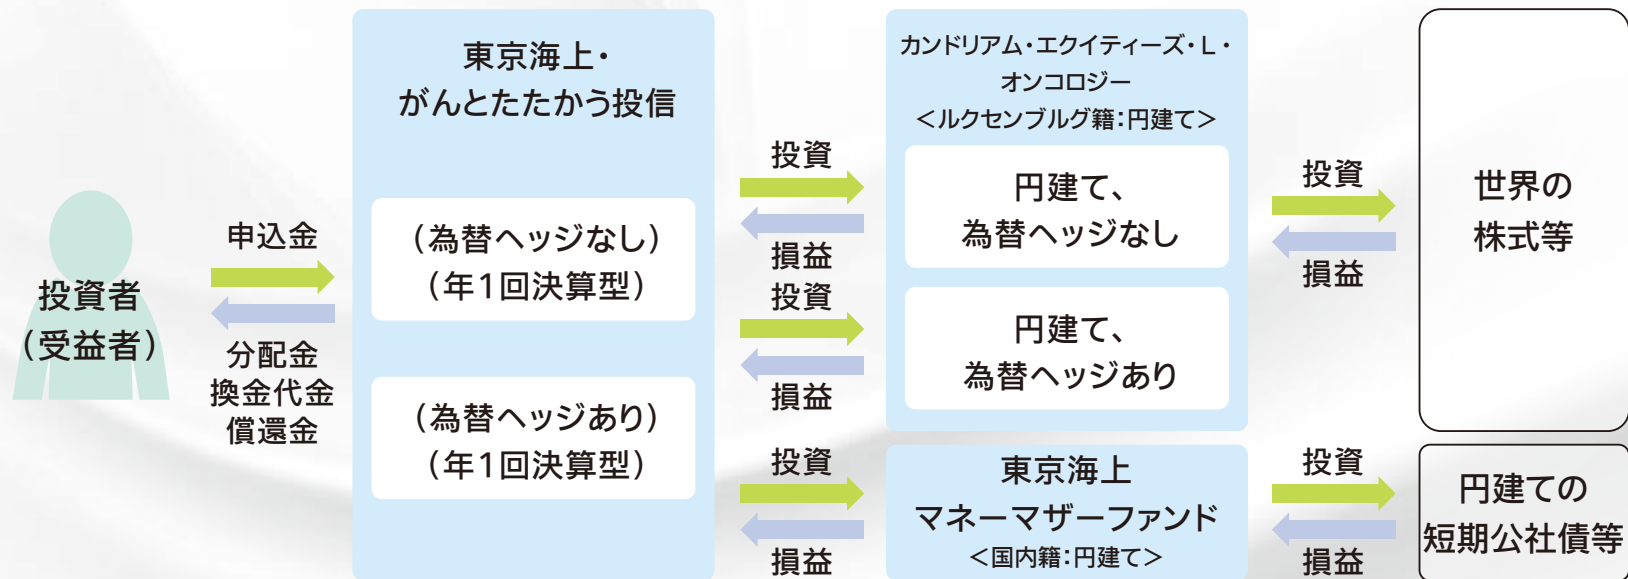 投資者
（受益者）
申込金
分配金
換金代金
償還金
東京海上・
がんとたたかう投信
（為替ヘッジなし）
（年1回決算型）
（為替ヘッジあり）
（年1回決算型）
投資
損益
投資
損益
投資
損益
カンドリアム・エクイティーズ・L・
オンコロジー
＜ルクセンブルグ籍：円建て＞
円建て、
為替ヘッジなし
円建て、
為替ヘッジあり
東京海上
マネーマザーファンド
＜国内籍：円建て＞
投資
損益
投資
損益
世界の
株式等
円建ての
短期公社債等